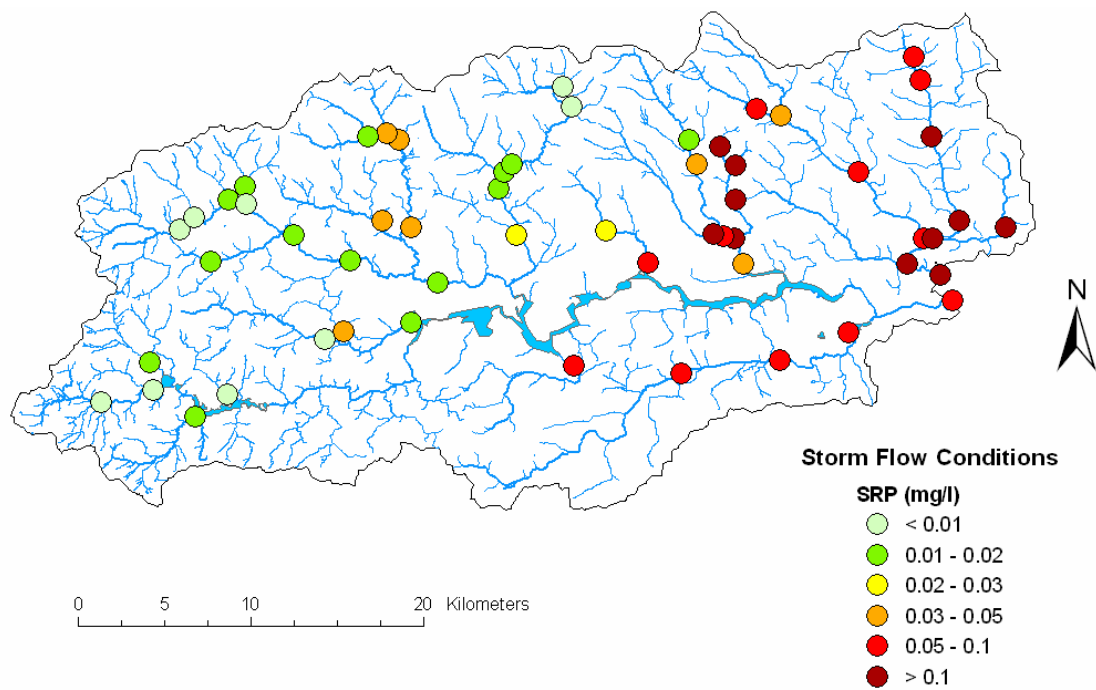 N
Storm Flow Conditions
SRP (mg/l)
< 0.01
0.01 - 0.02
0.02 - 0.03
0.03 - 0.05
0.05 - 0.1
> 0.1
0 5 10 20 Kilometers